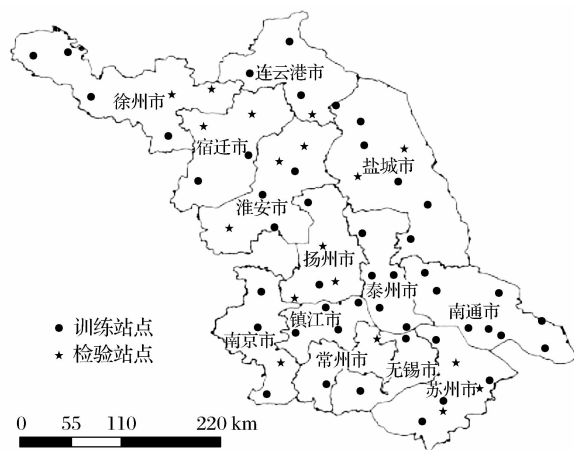 连云港市
徐州市
宿迁市
盐城市
淮安市
扬州市
泰州市
南通市
镇江市
南京市
常州市
无锡市
苏州市
训练站点
检验站点
0 55 110 220 km